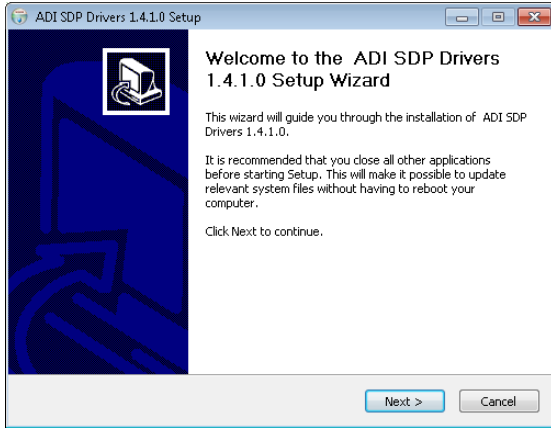 ADI SDP Drivers 1.4.1.0 Setup
Welcome to the ADI SDP Drivers
1.4.1.0 Setup Wizard
This wizard will guide you through the installation of ADI SDP
Drivers 1.4.1.0.
It is recommended that you close all other applications
before starting Setup. This will make it possible to update
relevant system files without having to reboot your
computer.
Click Next to continue.
Next >
Cancel